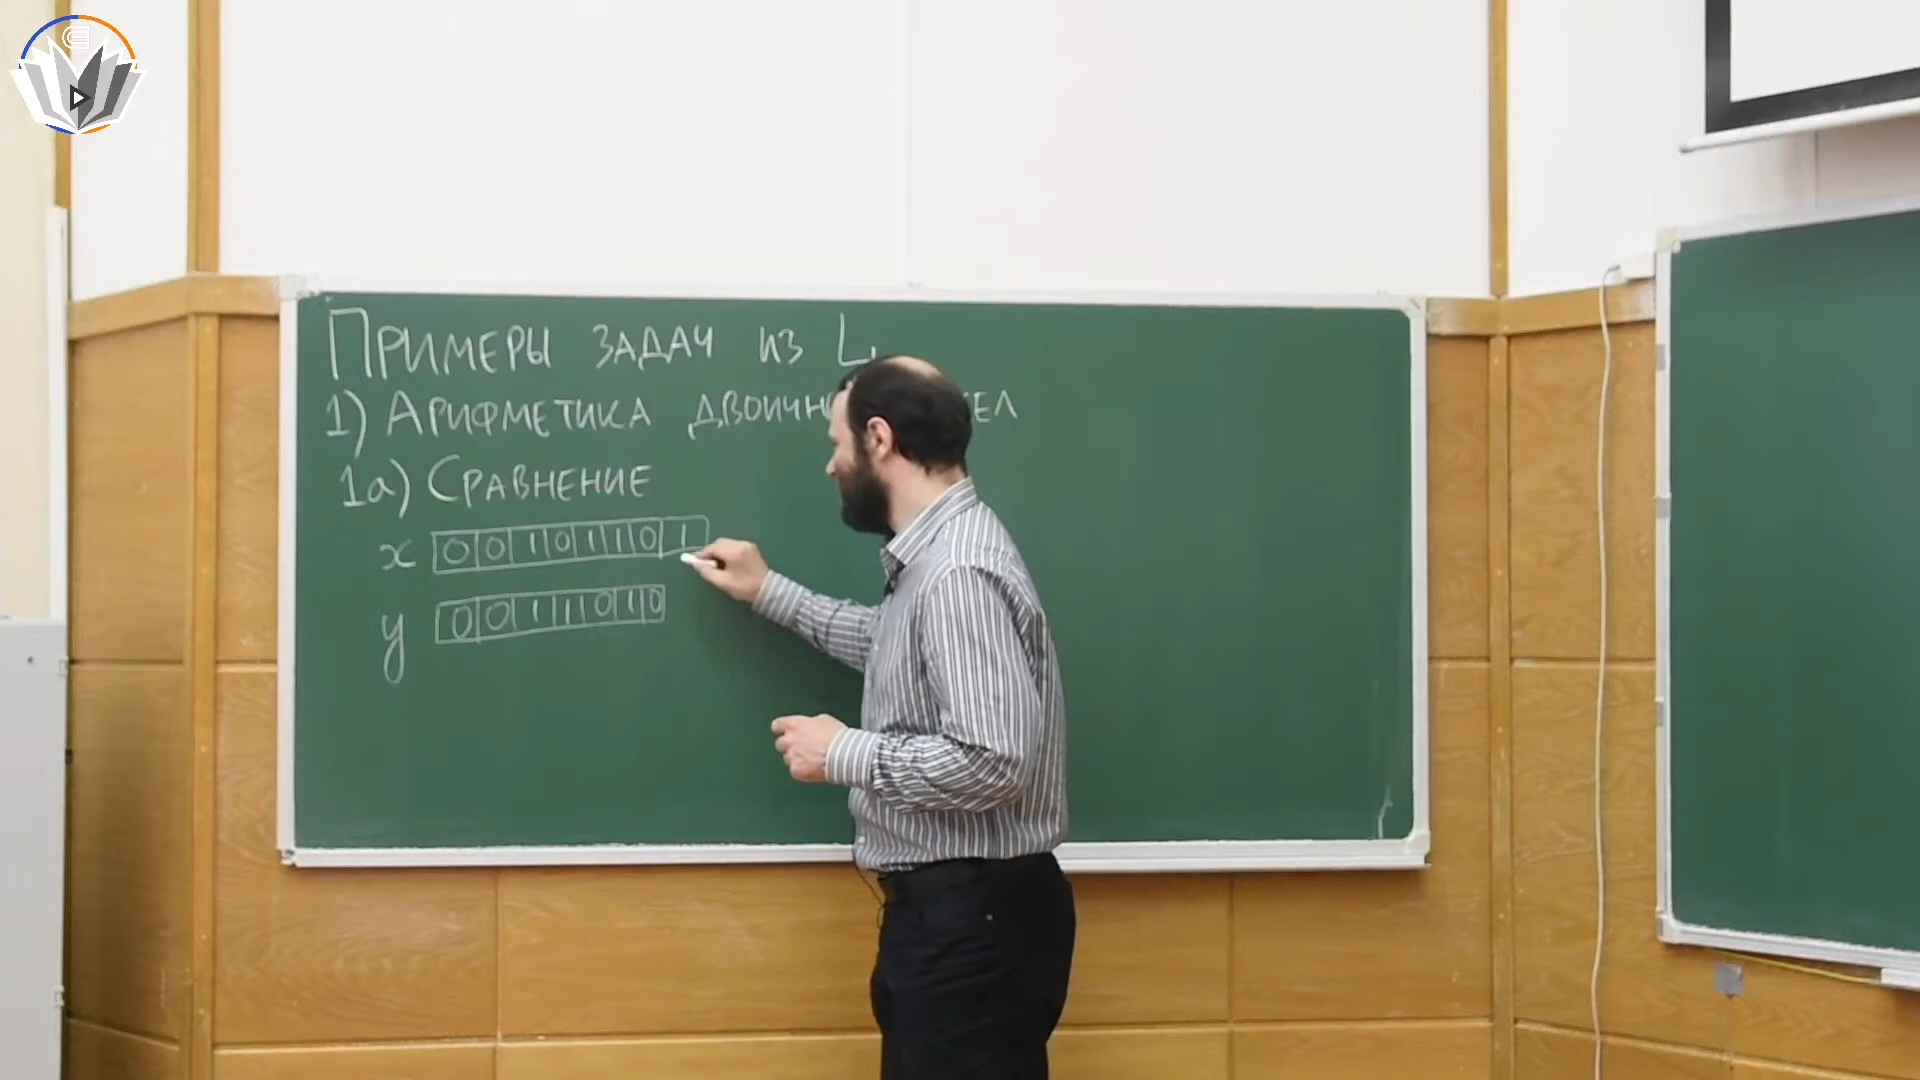 Примеры задач из L
1) Арифметика двоичн
1а) Сравнение
x 0 0 1 0 1 1 0 1
y 0 0 1 1 0 1 0